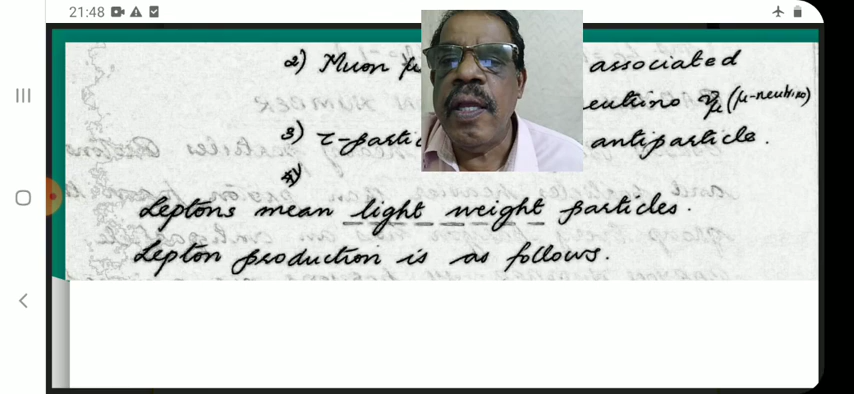 21:48
2) Muon μ associated
eutrino ν̄μ (μ-neutrino)
3) τ-partic antiparticle.
Leptons mean light weight particles.
Lepton production is as follows.